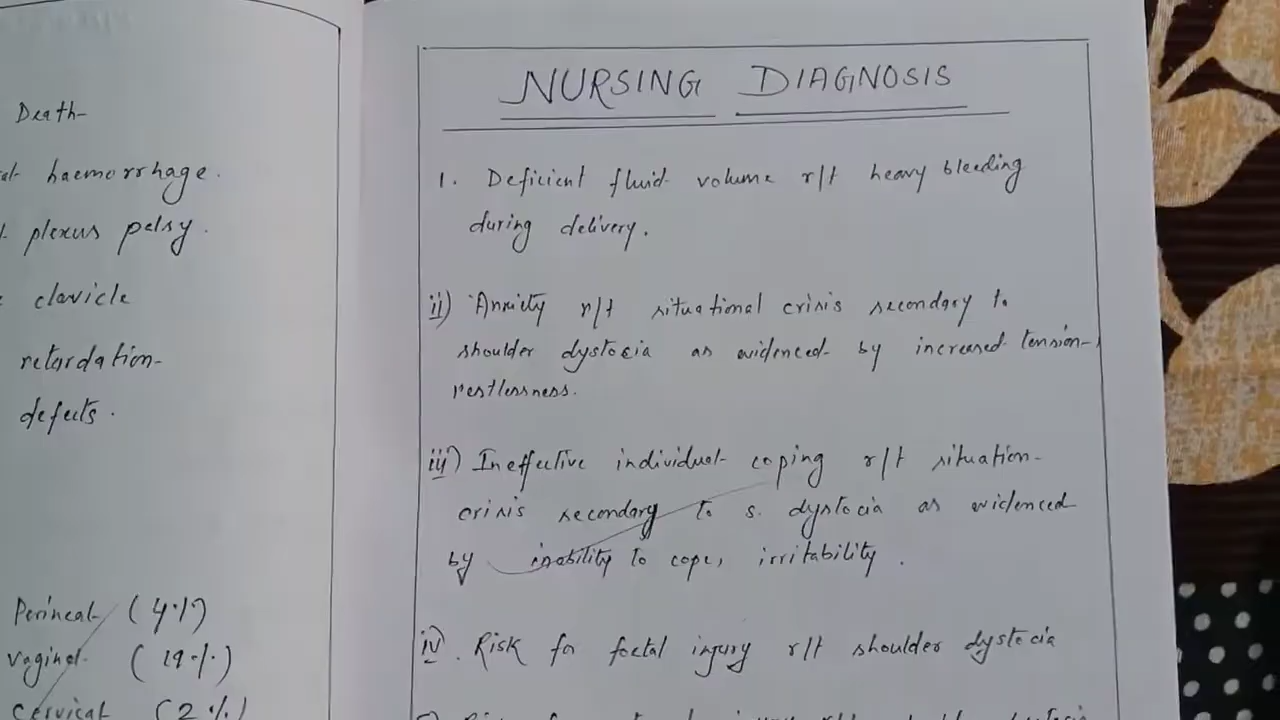 Death-
haemorrhage.
plexus palsy.
clavicle
retardation-
defects.
Perineal (4%)
vaginal (19%)
Cervical (2%)
NURSING DIAGNOSIS
1. Deficient fluid volume r/t heavy bleeding
during delivery.
ii) Anxiety r/t situational crisis secondary to
shoulder dystocia as evidenced by increased tension,
restlessness.
iii) Ineffective individual coping r/t situation-
crisis secondary to s. dystocia as evidenced
by inability to cope, irritability.
iv). Risk for foetal injury r/t shoulder dystocia